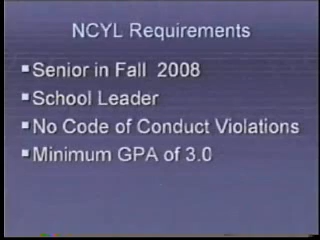 NCYL Requirements
Senior in Fall 2008
School Leader
No Code of Conduct Violations
Minimum GPA of 3.0